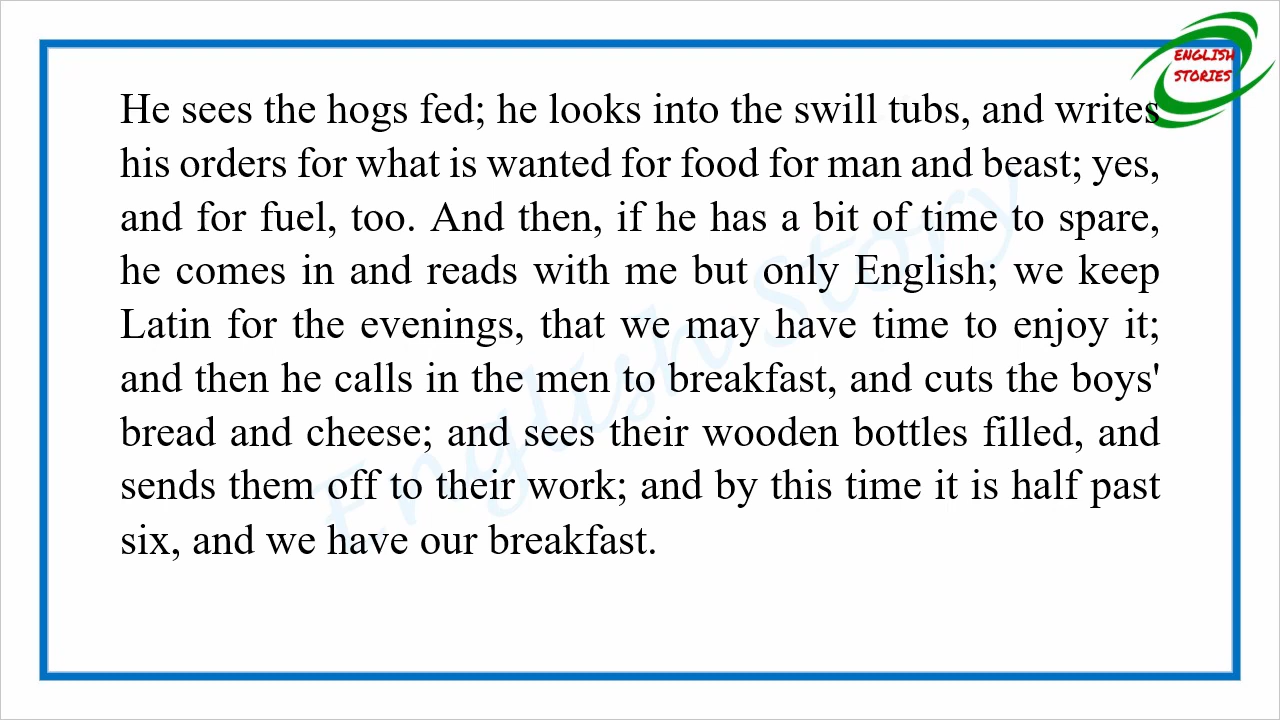 ENGLISH
STORIES
He sees the hogs fed; he looks into the swill tubs, and writes
his orders for what is wanted for food for man and beast; yes,
and for fuel, too. And then, if he has a bit of time to spare,
he comes in and reads with me but only English; we keep
Latin for the evenings, that we may have time to enjoy it;
and then he calls in the men to breakfast, and cuts the boys'
bread and cheese; and sees their wooden bottles filled, and
sends them off to their work; and by this time it is half past
six, and we have our breakfast.
English Story